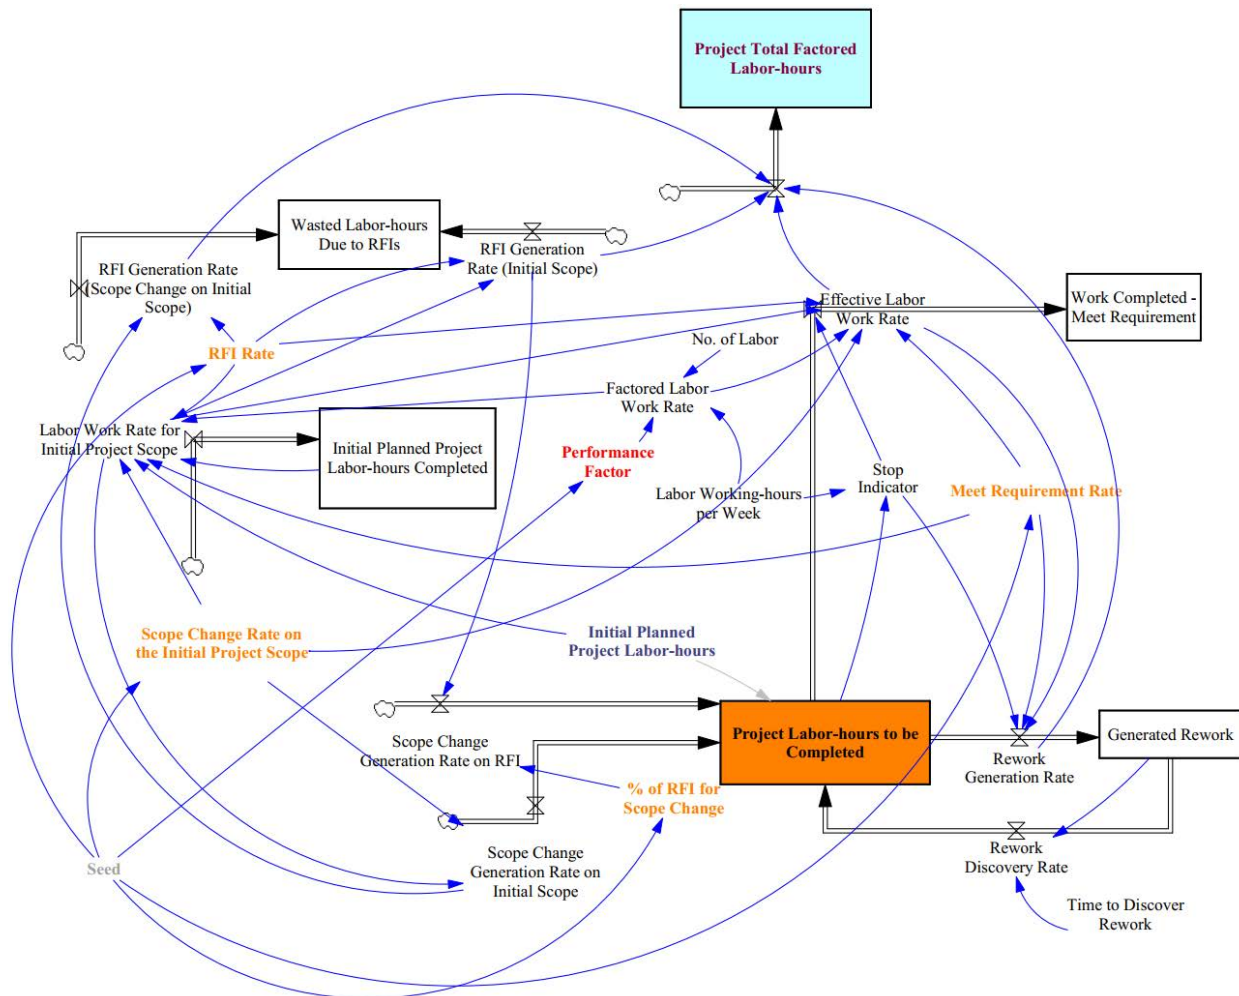 Project Total Factored
Labor-hours
Wasted Labor-hours
Due to RFIs
RFI Generation
Rate (Initial Scope)
RFI Generation Rate
(Scope Change on Initial
Scope)
Effective Labor
Work Rate
Work Completed -
Meet Requirement
No. of Labor
RFI Rate
Factored Labor
Work Rate
Labor Work Rate for
Initial Project Scope
Initial Planned Project
Labor-hours Completed
Performance
Factor
Stop
Indicator
Labor Working-hours
per Week
Meet Requirement Rate
Scope Change Rate on
the Initial Project Scope
Initial Planned
Project Labor-hours
Project Labor-hours to be
Completed
Generated Rework
Scope Change
Generation Rate on RFI
Rework
Generation Rate
% of RFI for
Scope Change
Scope Change
Generation Rate on
Initial Scope
Rework
Discovery Rate
Seed
Time to Discover
Rework